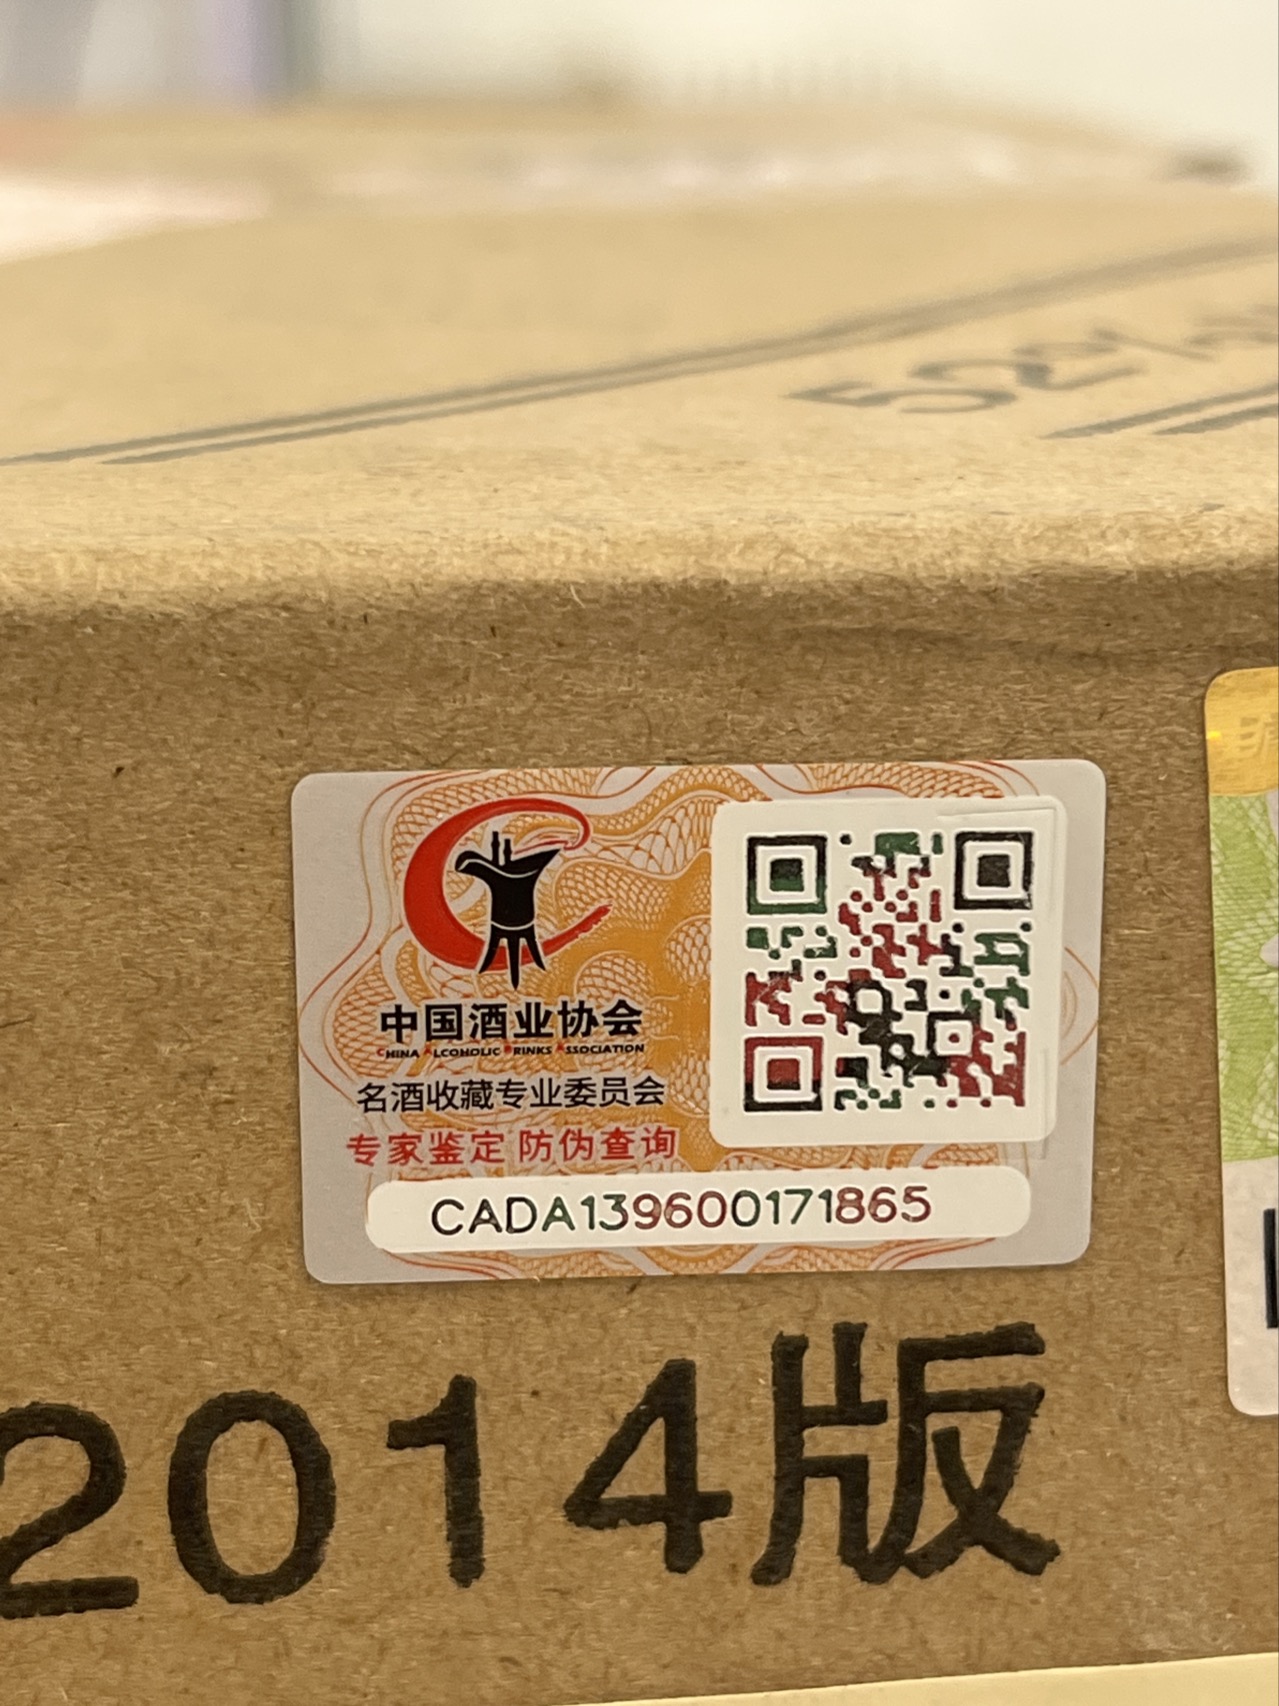 52%
中国酒业协会
CHINA ALCOHOLIC DRINKS ASSOCIATION
名酒收藏专业委员会
专家鉴定 防伪查询
CADA139600171865
2014版